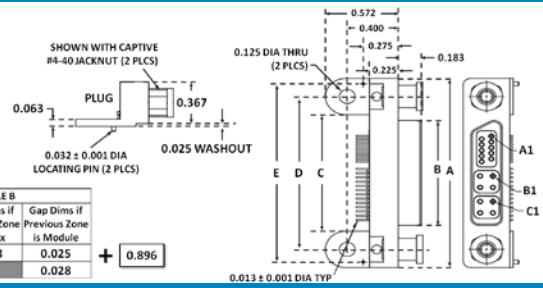 SHOWN WITH CAPTIVE
#4-40 JACKNUT (2 PLCS)
PLUG
0.063
0.367
0.032 ± 0.001 DIA
LOCATING PIN (2 PLCS)
0.025 WASHOUT
0.572
0.400
0.275
0.225
0.183
0.125 DIA THRU
(2 PLCS)
E
D
C
B
A
A1
B1
C1
0.013 ± 0.001 DIA TYP
LE B
s if
Gap Dims if
Zone
Previous Zone
x
is Module
0.025
0.028
+
0.896